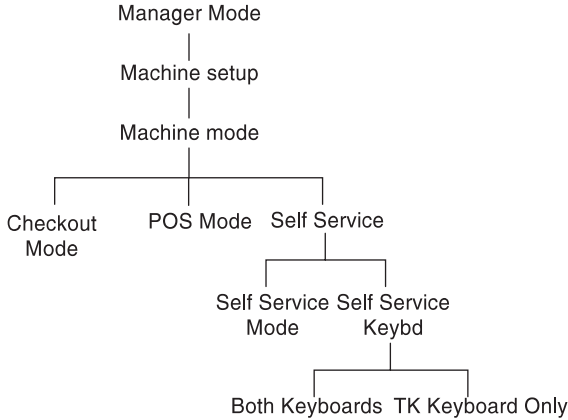 Manager Mode
Machine setup
Machine mode
Checkout
Mode
POS Mode
Self Service
Self Service
Mode
Self Service
Keybd
Both Keyboards
TK Keyboard Only